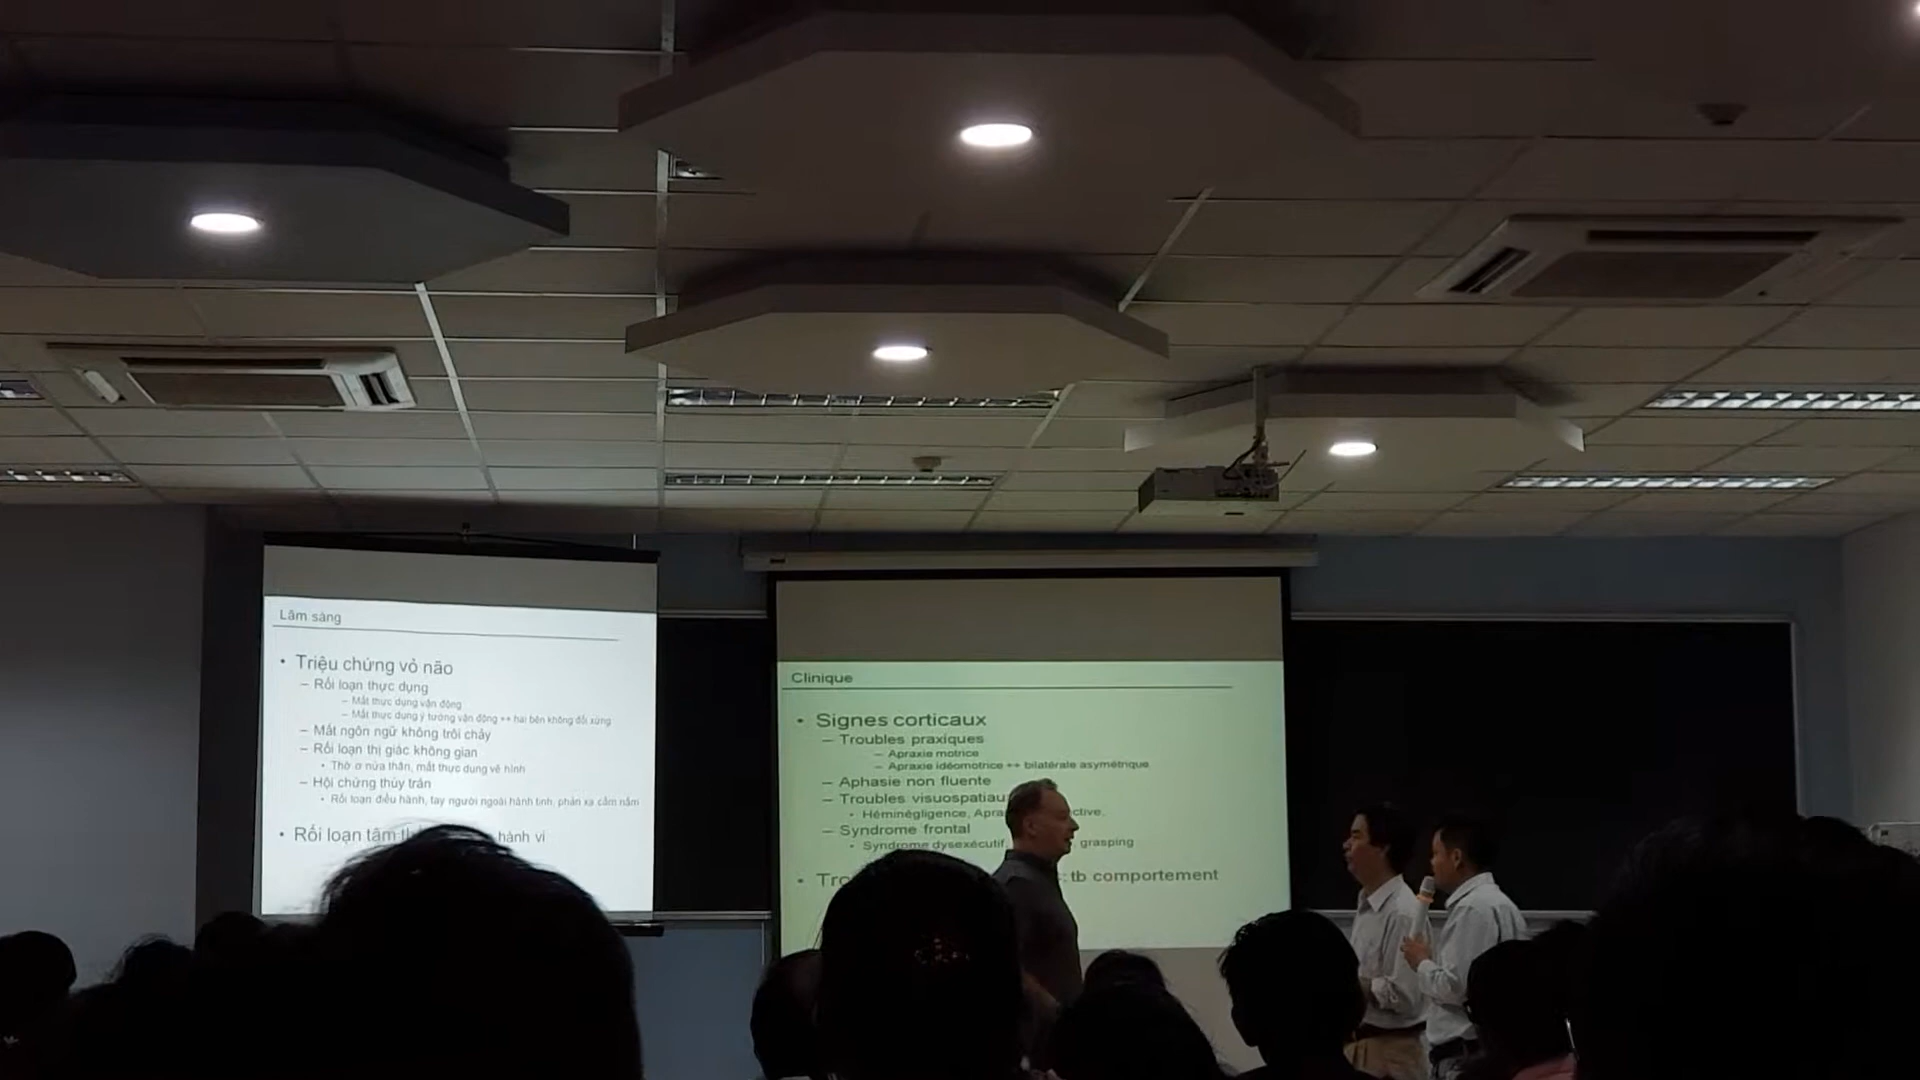 Lâm sàng
• Triệu chứng vỏ não
– Rối loạn thực dụng
– Mất thực dụng vận động
– Mất thực dụng ý tưởng vận động ++ hai bên không đối xứng
– Mất ngôn ngữ không trôi chảy
– Rối loạn thị giác không gian
• Thờ ơ nửa thân, mất thực dụng vẽ hình
– Hội chứng thùy trán
• Rối loạn điều hành, tay người ngoài hành tinh, phản xạ cầm nắm
• Rối loạn tâm hành vi
Clinique
• Signes corticaux
– Troubles praxiques
– Apraxie motrice
– Apraxie idéomotrice ++ bilatérale asymétrique
– Aphasie non fluente
– Troubles visuospatiau
• Héminégligence, Apra ctive.
– Syndrome frontal
• Syndrome dysexécutif, grasping
• Tro : tb comportement